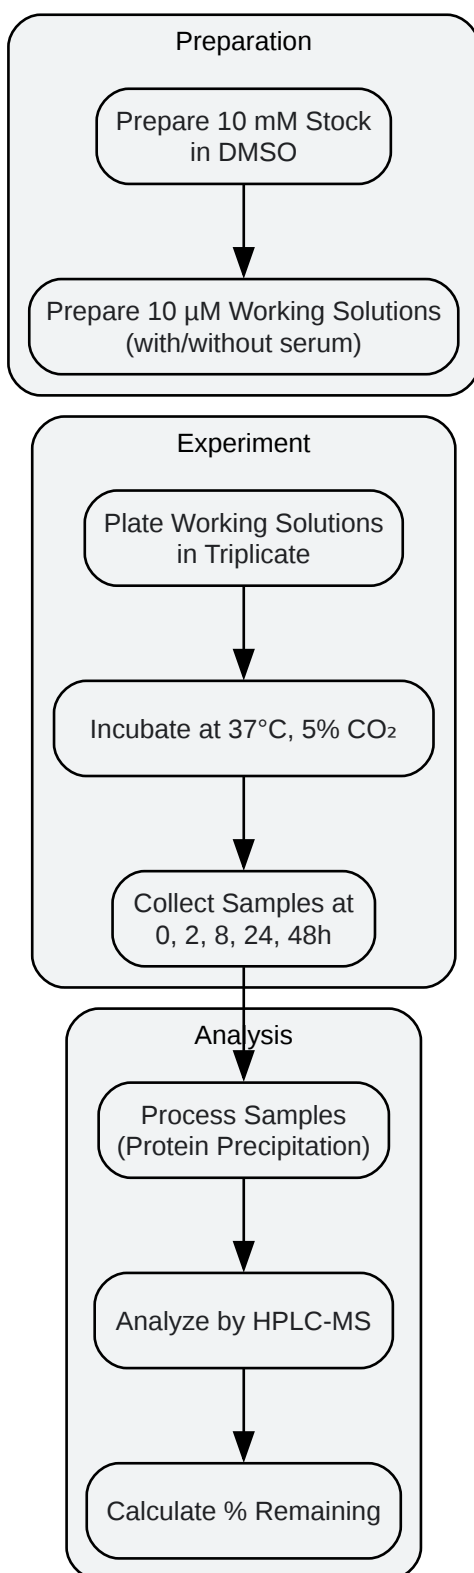 Preparation
Prepare 10 mM Stock
in DMSO
Prepare 10 µM Working Solutions
(with/without serum)
Experiment
Plate Working Solutions
in Triplicate
Incubate at 37°C, 5% CO₂
Collect Samples at
0, 2, 8, 24, 48h
Analysis
Process Samples
(Protein Precipitation)
Analyze by HPLC-MS
Calculate % Remaining